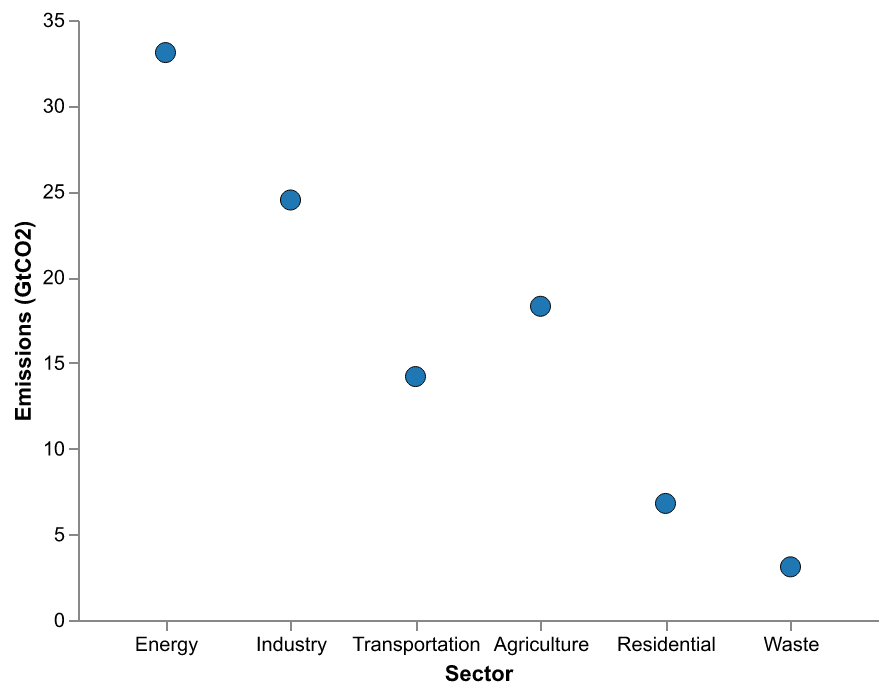 35
30
25
20
15
10
5
0
Emissions (GtCO2)
Energy Industry Transportation Agriculture Residential Waste
Sector